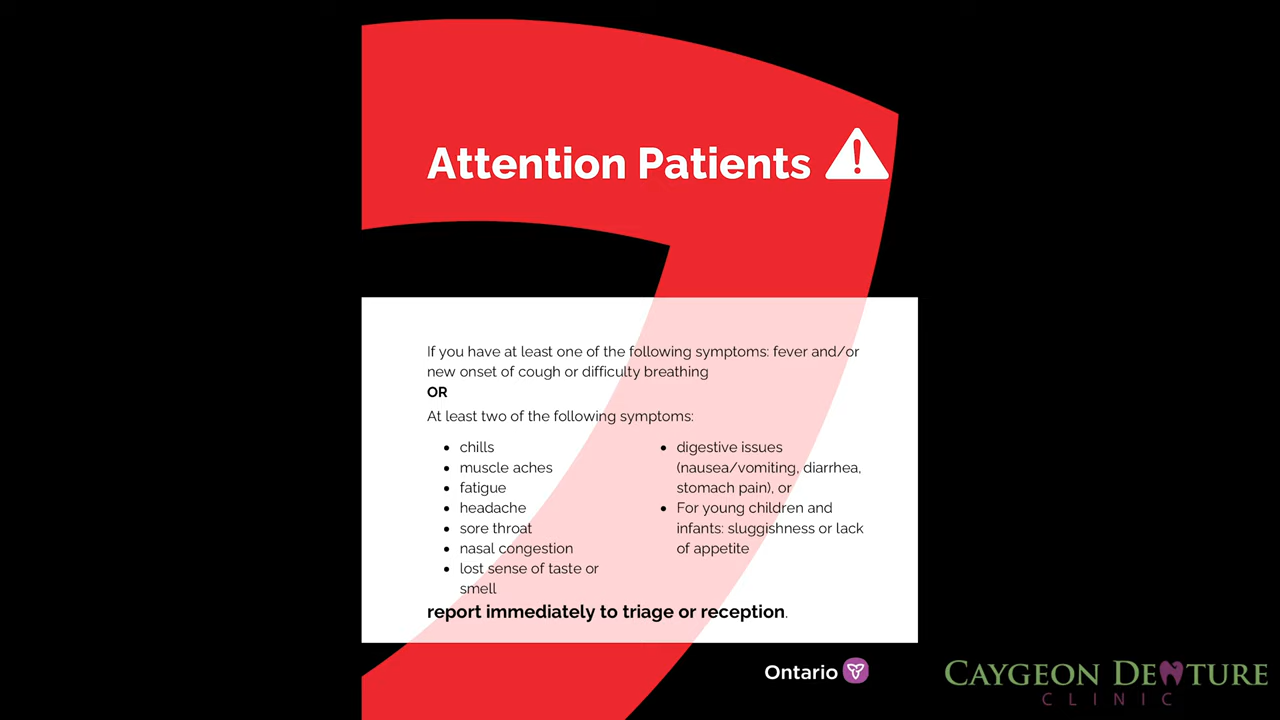 Attention Patients
If you have at least one of the following symptoms: fever and/or
new onset of cough or difficulty breathing
OR
At least two of the following symptoms:
• chills
• muscle aches
• fatigue
• headache
• sore throat
• nasal congestion
• lost sense of taste or
smell
• digestive issues
(nausea/vomiting, diarrhea,
stomach pain), or
• For young children and
infants: sluggishness or lack
of appetite
report immediately to triage or reception.
Ontario
CAYGEON DENTURE
CLINIC